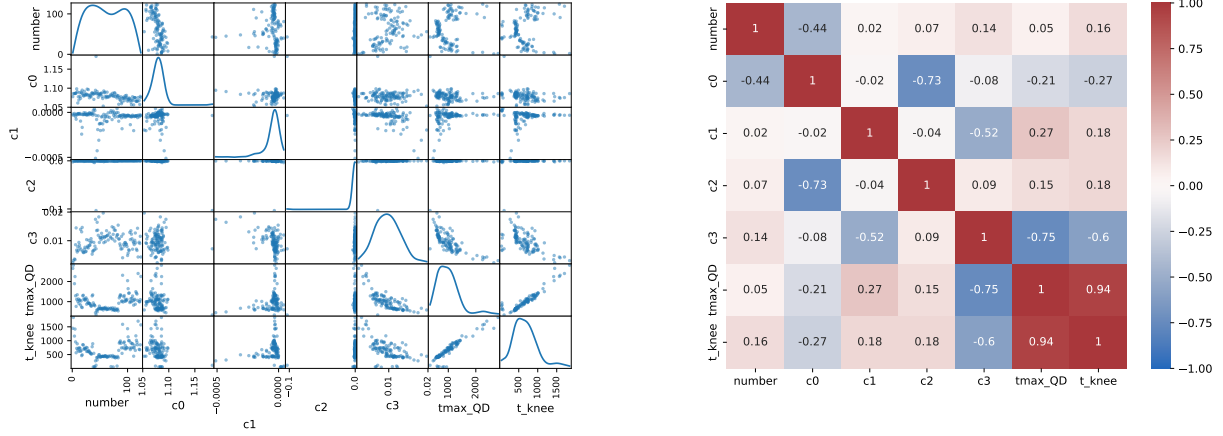 number
100
0
c0
1.15
1.10
1.05
c1
0.0000
−0.0005
c2
0.0
−0.1
c3
0.02
0.01
tmax_QD
2000
1000
t_knee
1500
1000
500
0
100
1.05
1.10
1.15
−0.0005
0.0000
−0.1
0.0
0.01
0.02
1000
2000
500
1000
1500
number
c0
c1
c2
c3
tmax_QD
t_knee
number 1 -0.44 0.02 0.07 0.14 0.05 0.16
c0 -0.44 1 -0.02 -0.73 -0.08 -0.21 -0.27
c1 0.02 -0.02 1 -0.04 -0.52 0.27 0.18
c2 0.07 -0.73 -0.04 1 0.09 0.15 0.18
c3 0.14 -0.08 -0.52 0.09 1 -0.75 -0.6
tmax_QD 0.05 -0.21 0.27 0.15 -0.75 1 0.94
t_knee 0.16 -0.27 0.18 0.18 -0.6 0.94 1
number c0 c1 c2 c3 tmax_QD t_knee
1.00
0.75
0.50
0.25
0.00
−0.25
−0.50
−0.75
−1.00